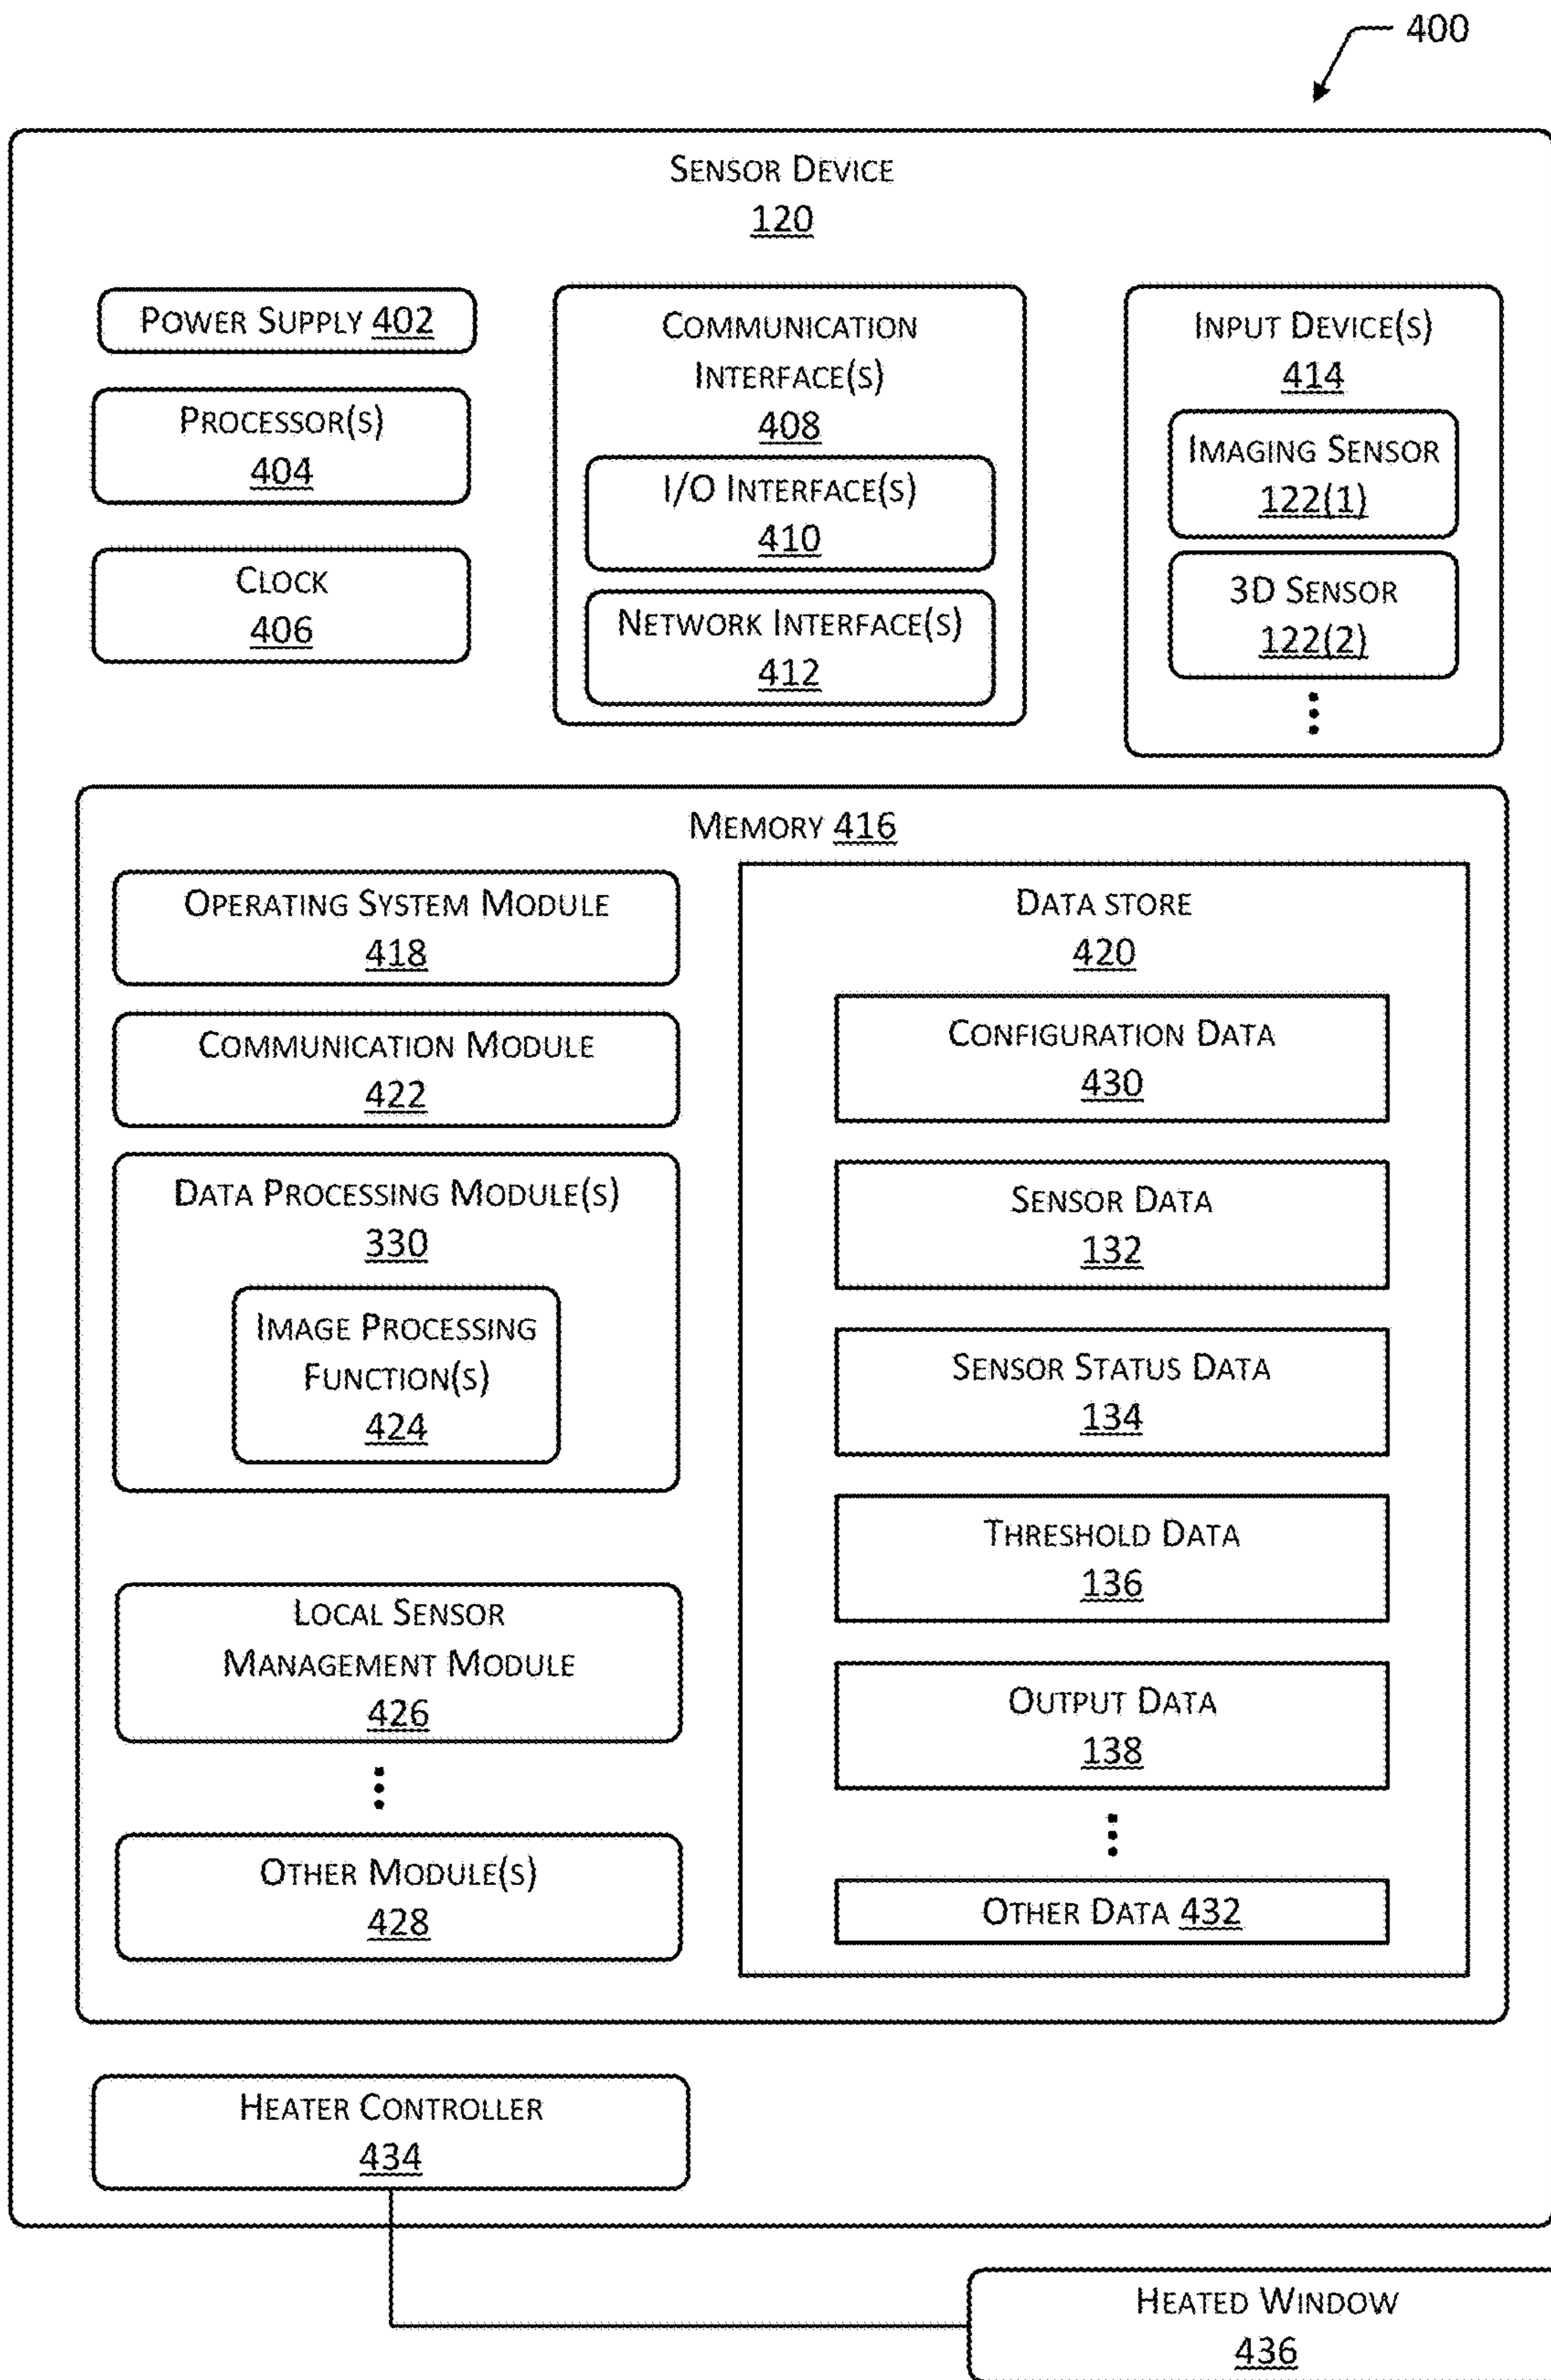 400
SENSOR DEVICE
120
POWER SUPPLY 402
PROCESSOR(S)
404
CLOCK
406
COMMUNICATION
INTERFACE(S)
408
I/O INTERFACE(S)
410
NETWORK INTERFACE(S)
412
INPUT DEVICE(S)
414
IMAGING SENSOR
122(1)
3D SENSOR
122(2)
MEMORY 416
OPERATING SYSTEM MODULE
418
COMMUNICATION MODULE
422
DATA PROCESSING MODULE(S)
330
IMAGE PROCESSING
FUNCTION(S)
424
LOCAL SENSOR
MANAGEMENT MODULE
426
OTHER MODULE(S)
428
DATA STORE
420
CONFIGURATION DATA
430
SENSOR DATA
132
SENSOR STATUS DATA
134
THRESHOLD DATA
136
OUTPUT DATA
138
OTHER DATA 432
HEATER CONTROLLER
434
HEATED WINDOW
436